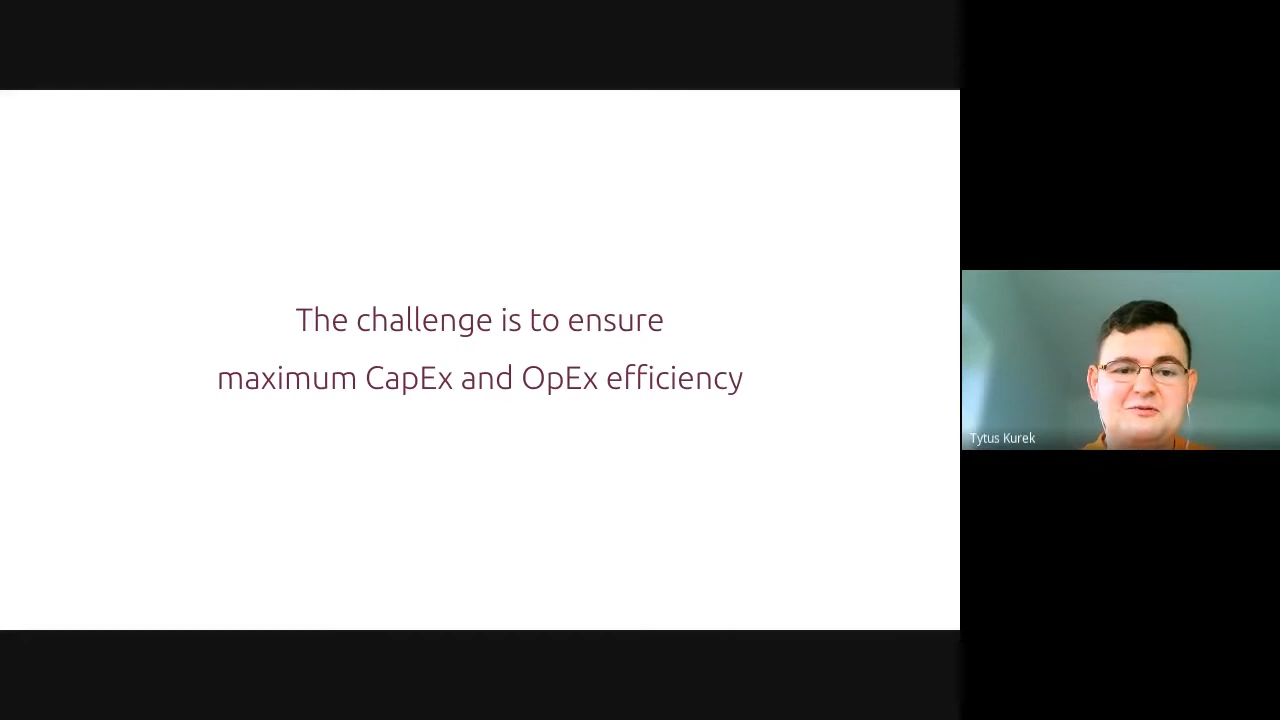 The challenge is to ensure
maximum CapEx and OpEx efficiency
Tytus Kurek